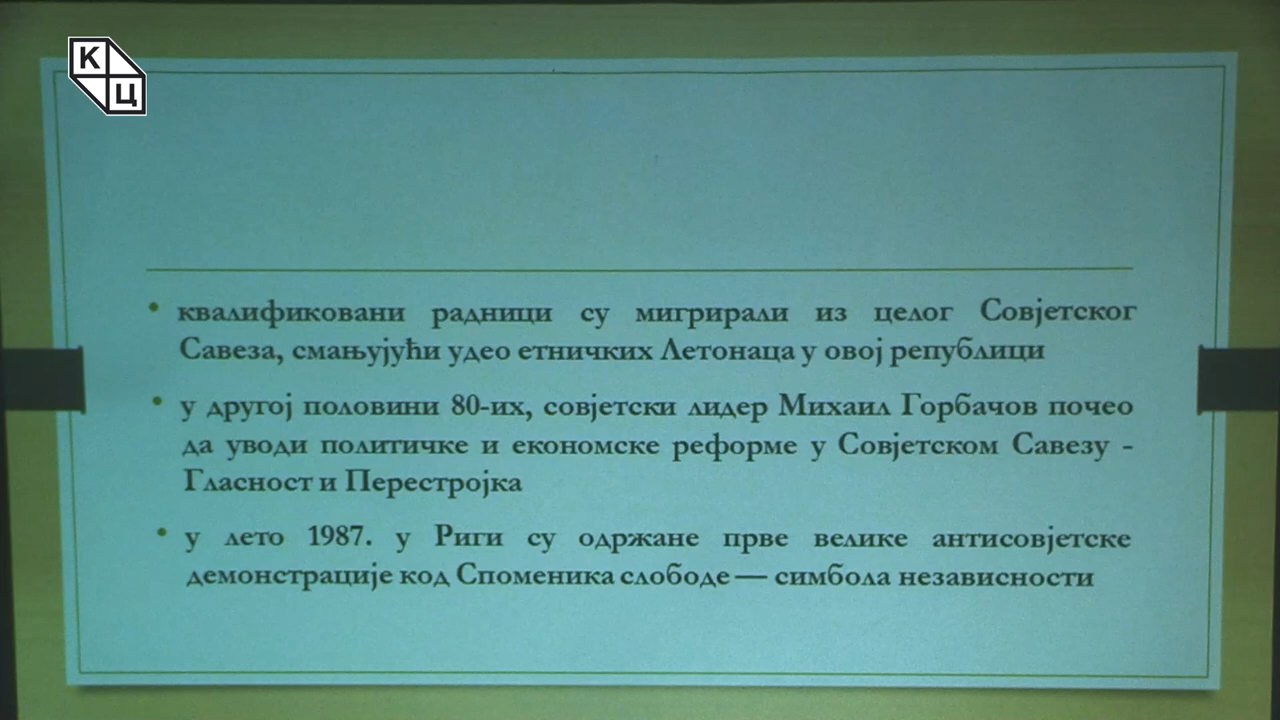 К
Ц
• квалификовани радници су мигрирали из целог Совјетског
Савеза, смањујући удео етничких Летонаца у овој републици
• у другој половини 80-их, совјетски лидер Михаил Горбачов почео
да уводи политичке и економске реформе у Совјетском Савезу -
Гласност и Перестројка
• у лето 1987. у Риги су одржане прве велике антисовјетске
демонстрације код Споменика слободе — симбола независности